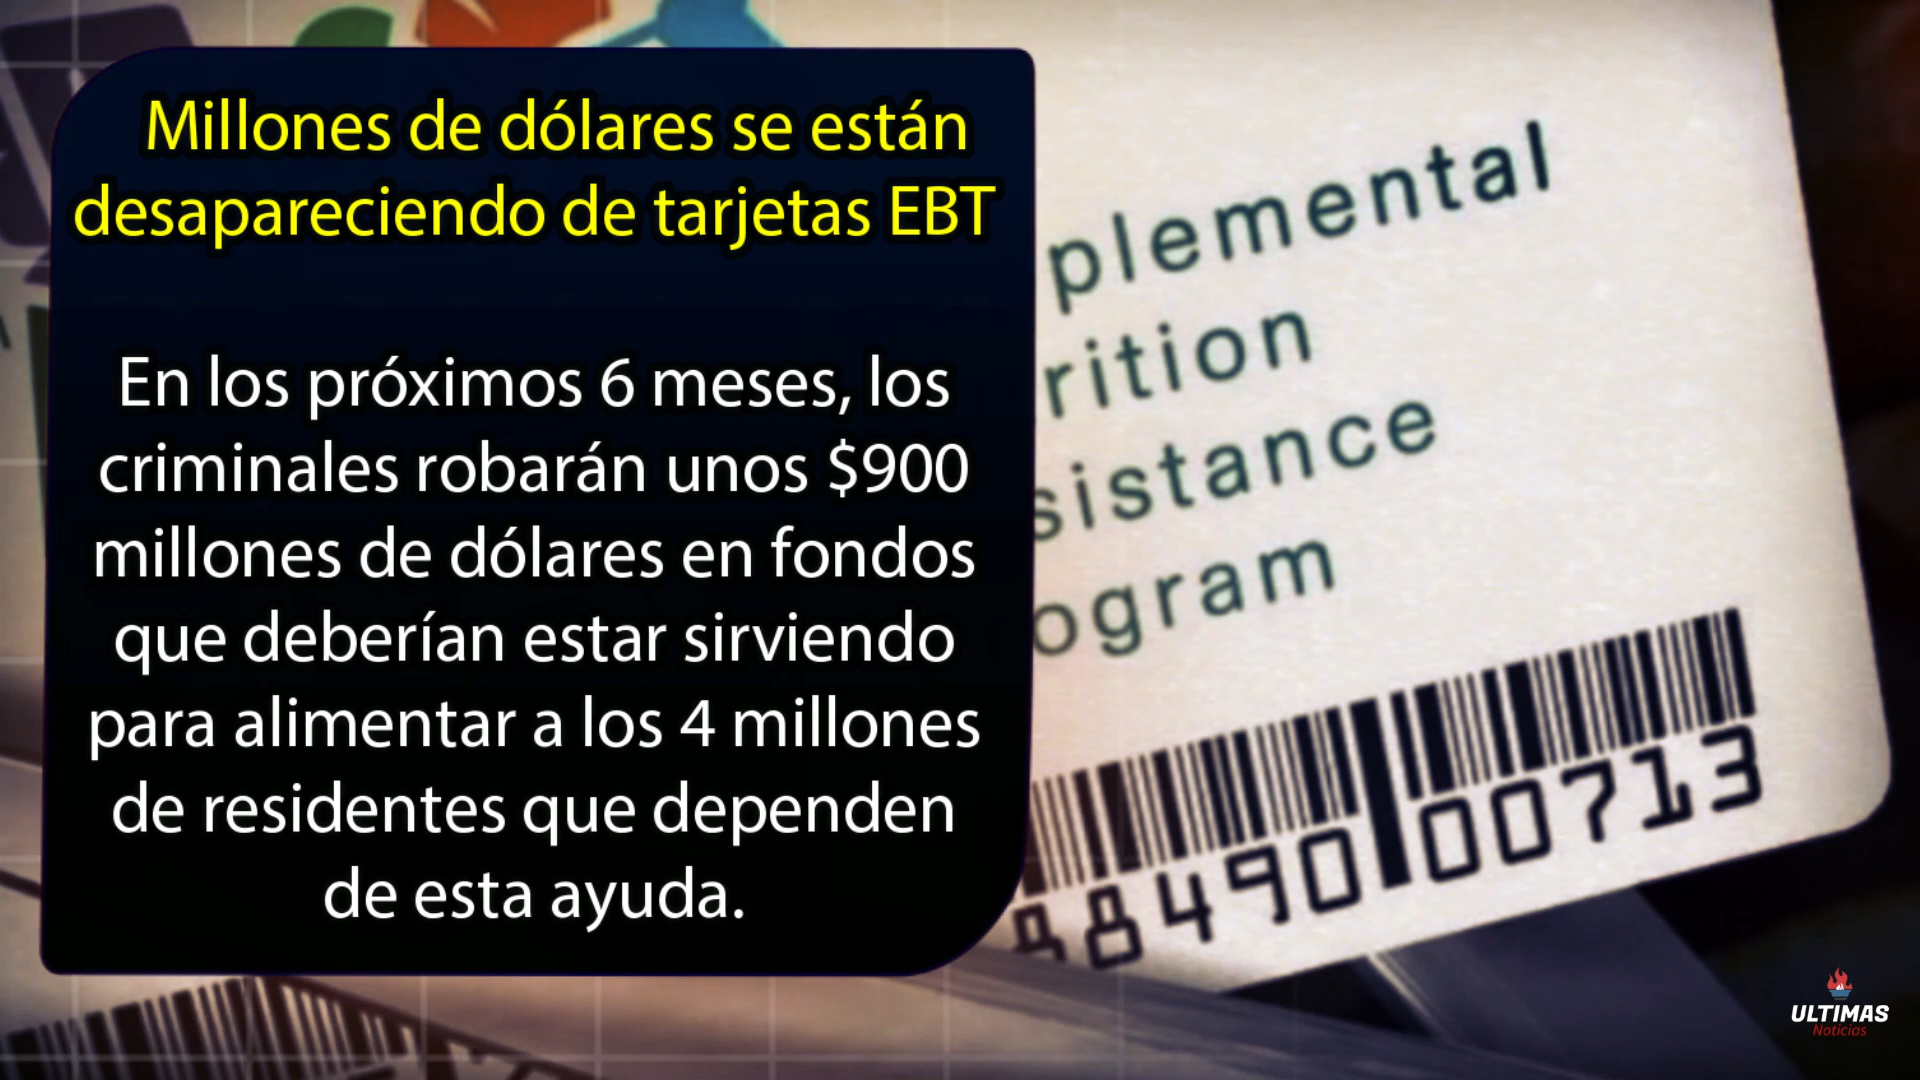 Millones de dólares se están
desapareciendo de tarjetas EBT
En los próximos 6 meses, los
criminales robarán unos $900
millones de dólares en fondos
que deberían estar sirviendo
para alimentar a los 4 millones
de residentes que dependen
de esta ayuda.
plemental
rition
sistance
ogram
88490 00713
ULTIMAS
Noticias